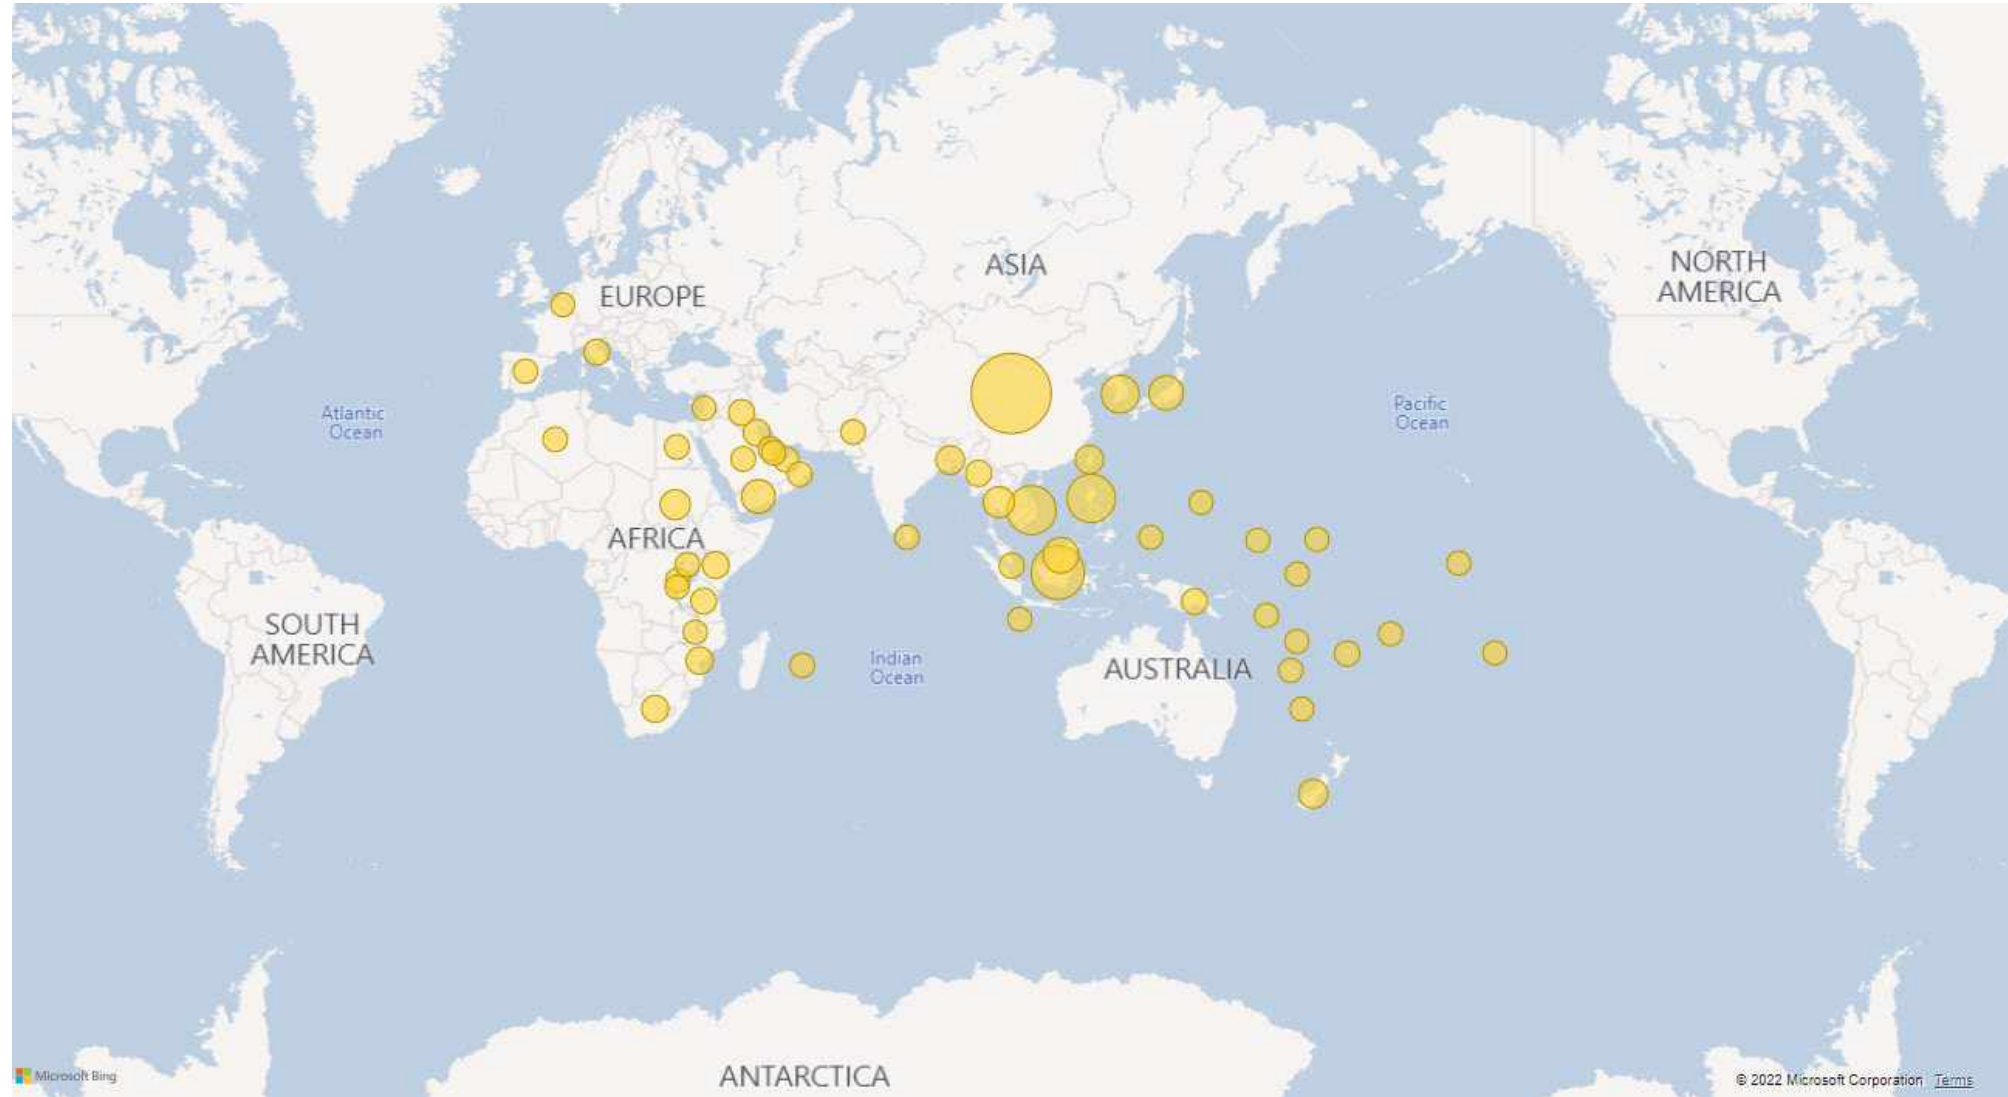 ASIA
NORTH
AMERICA
EUROPE
Atlantic
Ocean
Pacific
Ocean
AFRICA
SOUTH
AMERICA
Indian
Ocean
AUSTRALIA
ANTARCTICA
Microsoft Bing
© 2022 Microsoft Corporation Terms